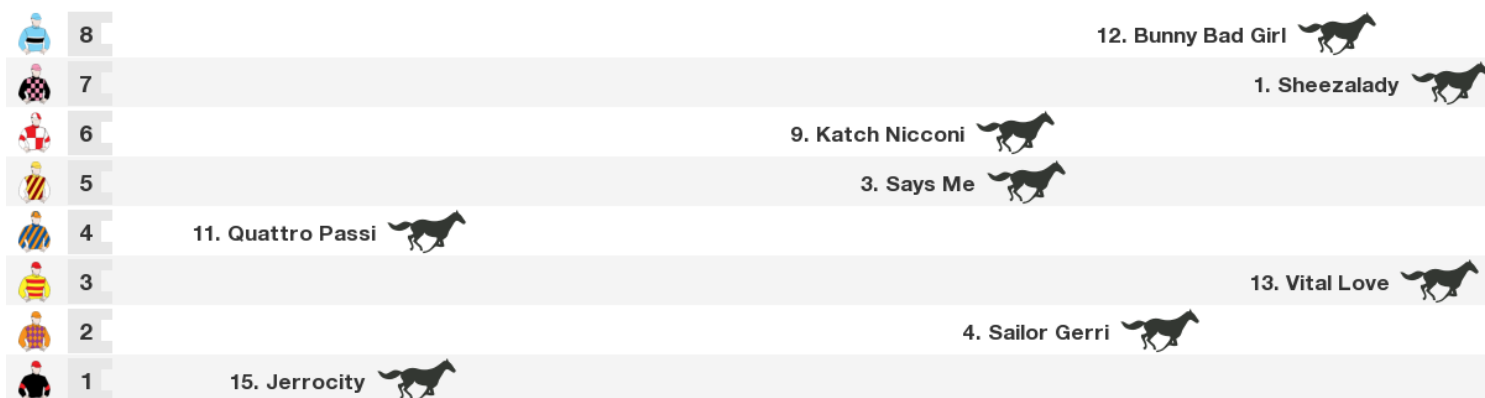 8 12. Bunny Bad Girl
7 1. Sheezalady
6 9. Katch Nicconi
5 3. Says Me
4 11. Quattro Passi
3 13. Vital Love
2 4. Sailor Gerri
1 15. Jerrocity